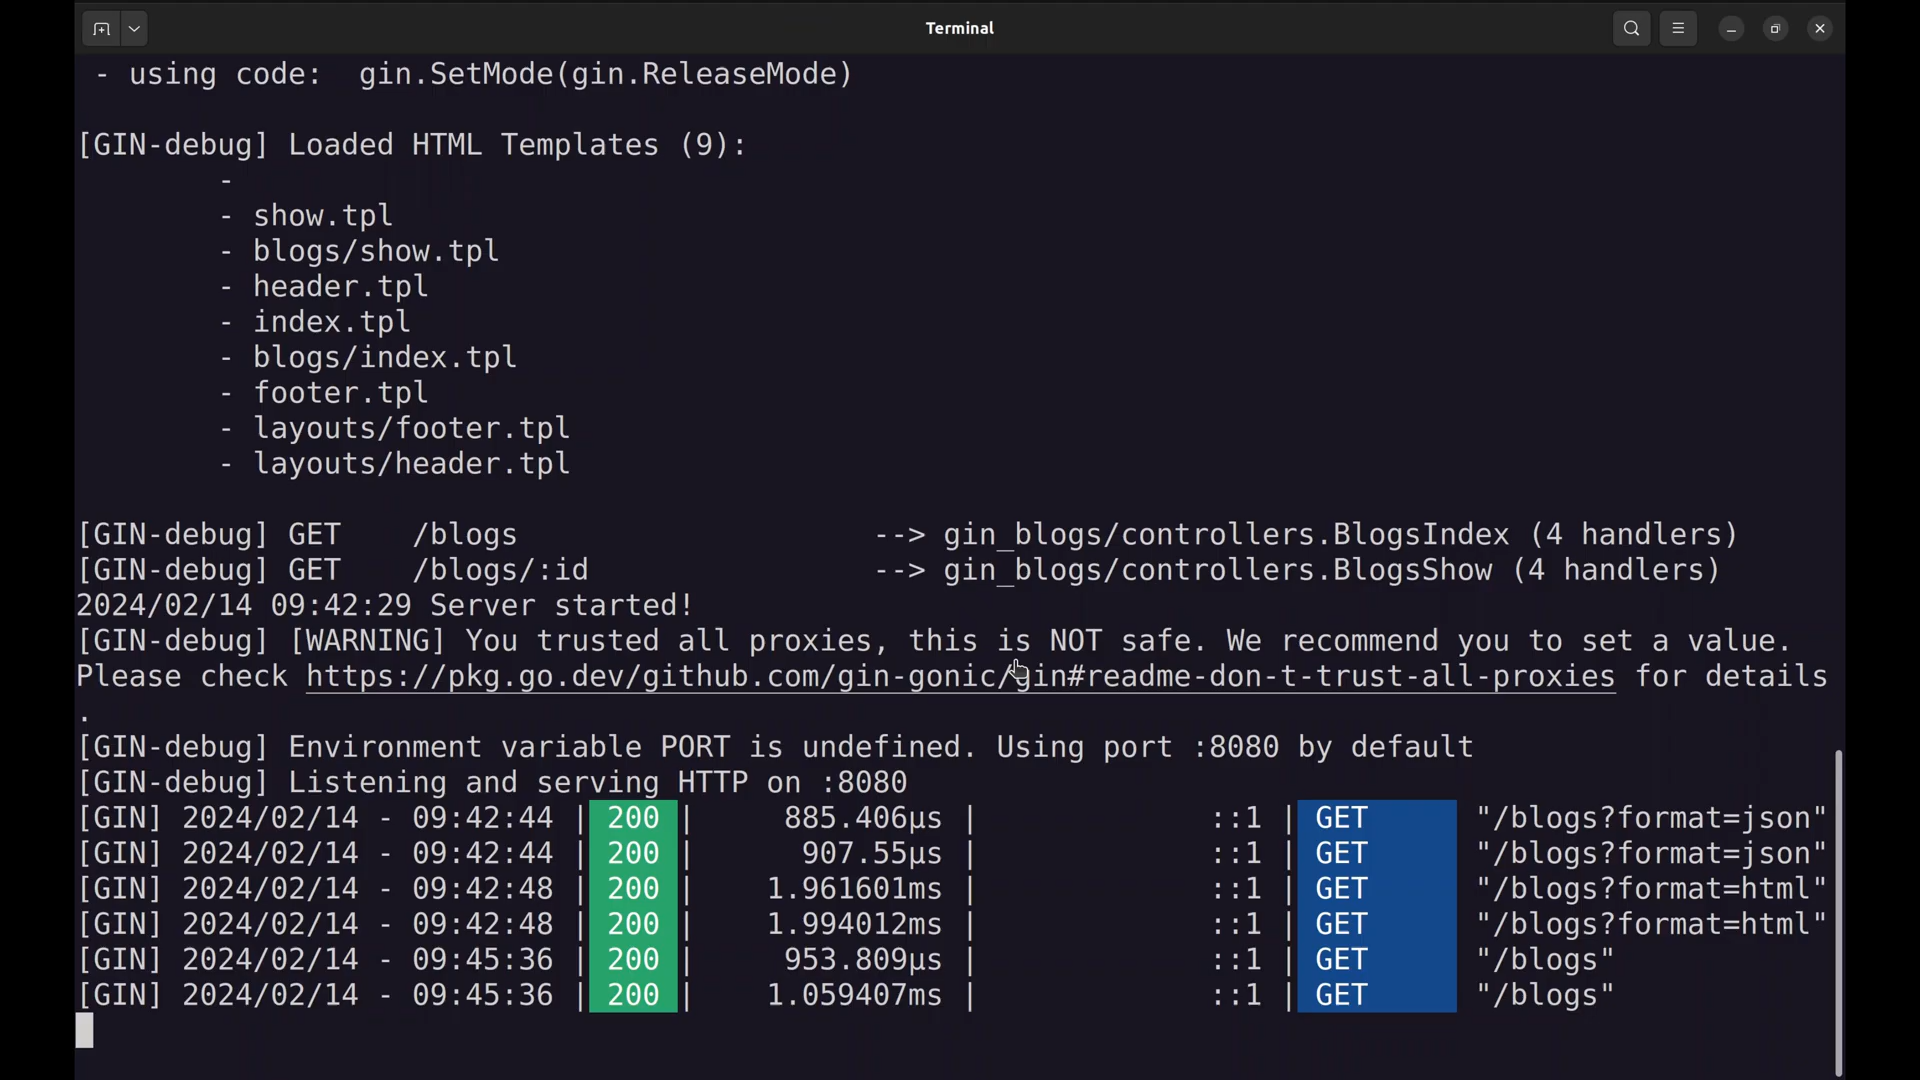 Terminal
- using code:  gin.SetMode(gin.ReleaseMode)
[GIN-debug] Loaded HTML Templates (9):
-
- show.tpl
- blogs/show.tpl
- header.tpl
- index.tpl
- blogs/index.tpl
- footer.tpl
- layouts/footer.tpl
- layouts/header.tpl
[GIN-debug] GET    /blogs                    --> gin_blogs/controllers.BlogsIndex (4 handlers)
[GIN-debug] GET    /blogs/:id                --> gin_blogs/controllers.BlogsShow (4 handlers)
2024/02/14 09:42:29 Server started!
[GIN-debug] [WARNING] You trusted all proxies, this is NOT safe. We recommend you to set a value.
Please check https://pkg.go.dev/github.com/gin-gonic/gin#readme-don-t-trust-all-proxies for details
.
[GIN-debug] Environment variable PORT is undefined. Using port :8080 by default
[GIN-debug] Listening and serving HTTP on :8080
[GIN] 2024/02/14 - 09:42:44 | 200 |     885.406µs |             ::1 | GET      "/blogs?format=json"
[GIN] 2024/02/14 - 09:42:44 | 200 |      907.55µs |             ::1 | GET      "/blogs?format=json"
[GIN] 2024/02/14 - 09:42:48 | 200 |    1.961601ms |             ::1 | GET      "/blogs?format=html"
[GIN] 2024/02/14 - 09:42:48 | 200 |    1.994012ms |             ::1 | GET      "/blogs?format=html"
[GIN] 2024/02/14 - 09:45:36 | 200 |     953.809µs |             ::1 | GET      "/blogs"
[GIN] 2024/02/14 - 09:45:36 | 200 |    1.059407ms |             ::1 | GET      "/blogs"